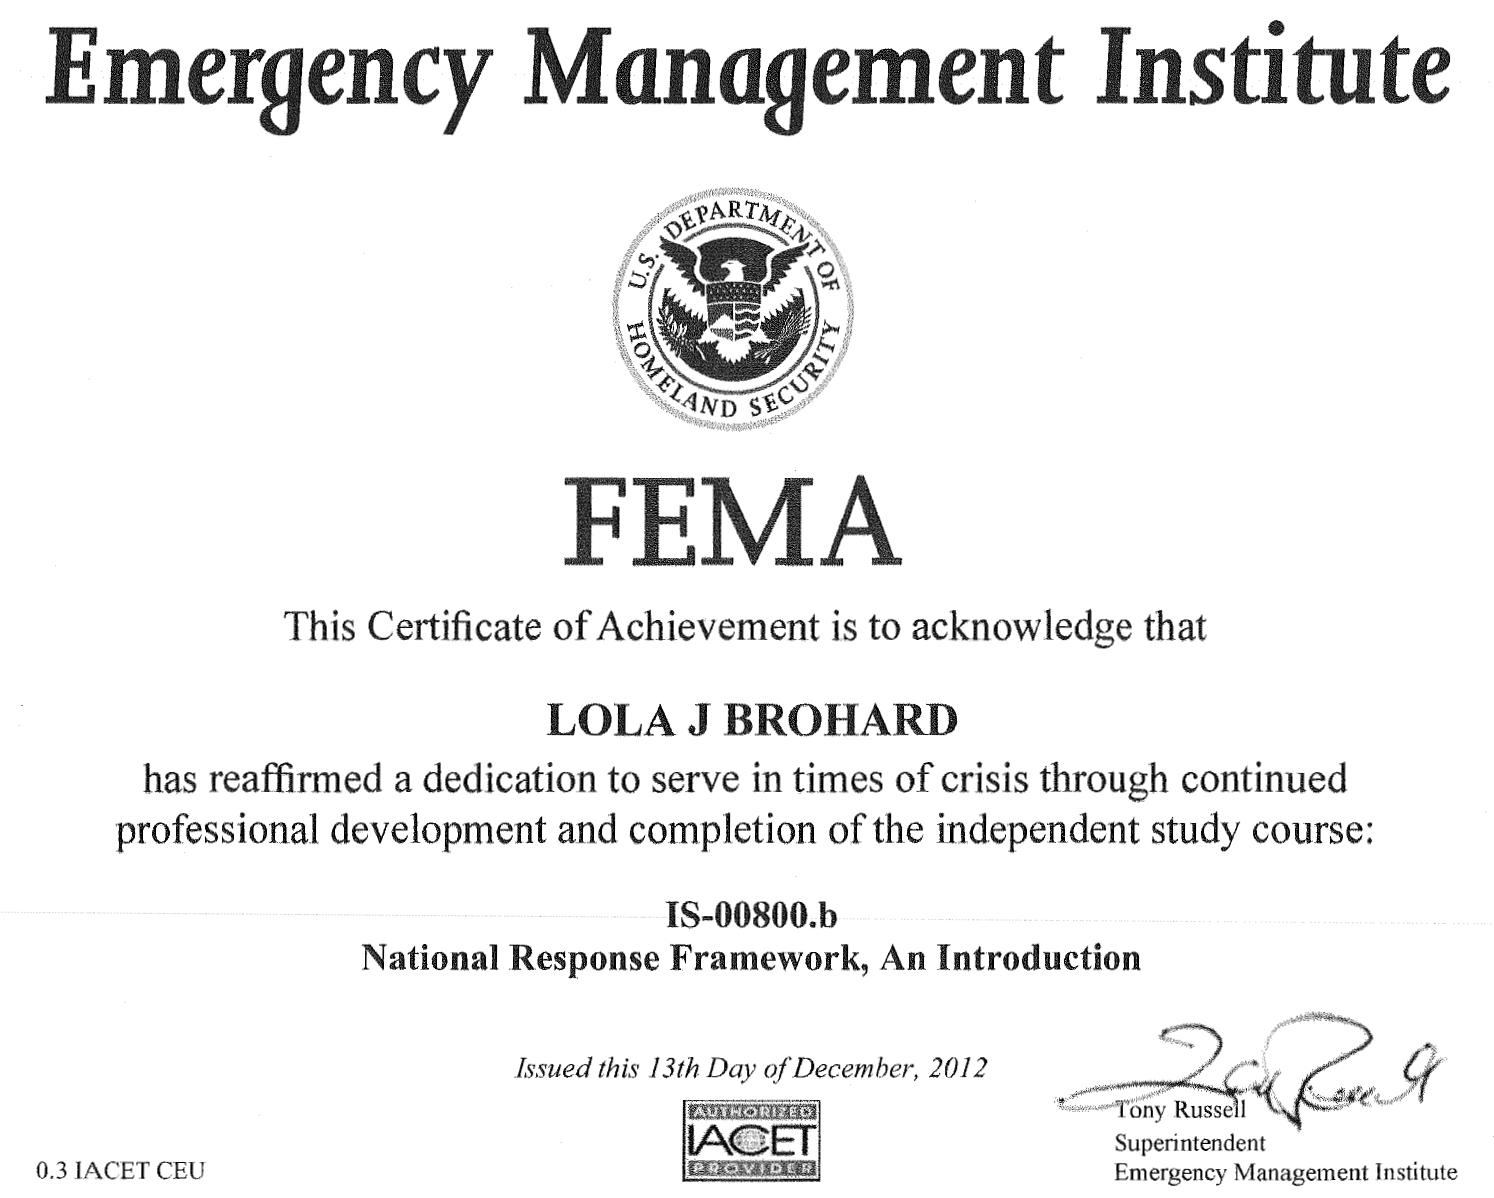 Emergency Management Institute
U.S. DEPARTMENT OF
HOMELAND SECURITY
FEMA
This Certificate of Achievement is to acknowledge that
LOLA J BROHARD
has reaffirmed a dedication to serve in times of crisis through continued
professional development and completion of the independent study course:
IS-00800.b
National Response Framework, An Introduction
Issued this 13th Day of December, 2012
Tony Russell
Tony Russell
Superintendent
Emergency Management Institute
AUTHORIZED
IACET
PROVIDER
0.3 IACET CEU